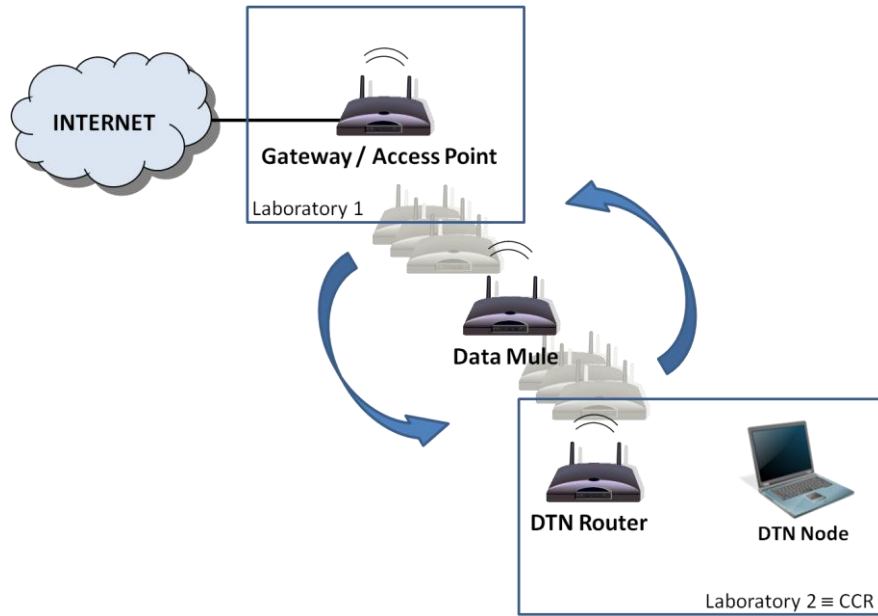 INTERNET
Gateway / Access Point
Laboratory 1
Data Mule
DTN Router
DTN Node
Laboratory 2 ≡ CCR